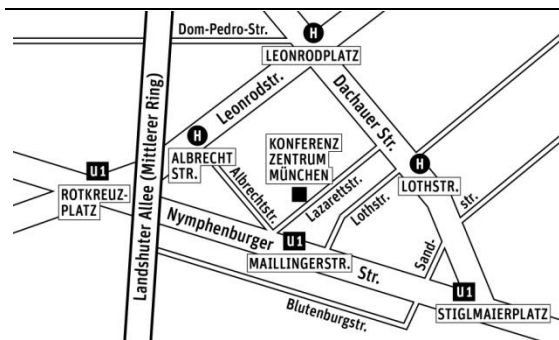 Dom-Pedro-Str.
H
LEONRODPLATZ
Landshuter Allee (Mittlerer Ring)
Leonrodstr.
Dachauer Str.
H
ALBRECHT
STR.
KONFERENZ
ZENTRUM
MÜNCHEN
H
LOTHSTR.
U1
ROTKREUZ-
PLATZ
Albrechtstr.
Lazarettstr.
Lothstr.
Sand-
str.
Nymphenburger
Str.
U1
MAILLINGERSTR.
Blutenburgstr.
U1
STIGLMAIERPLATZ